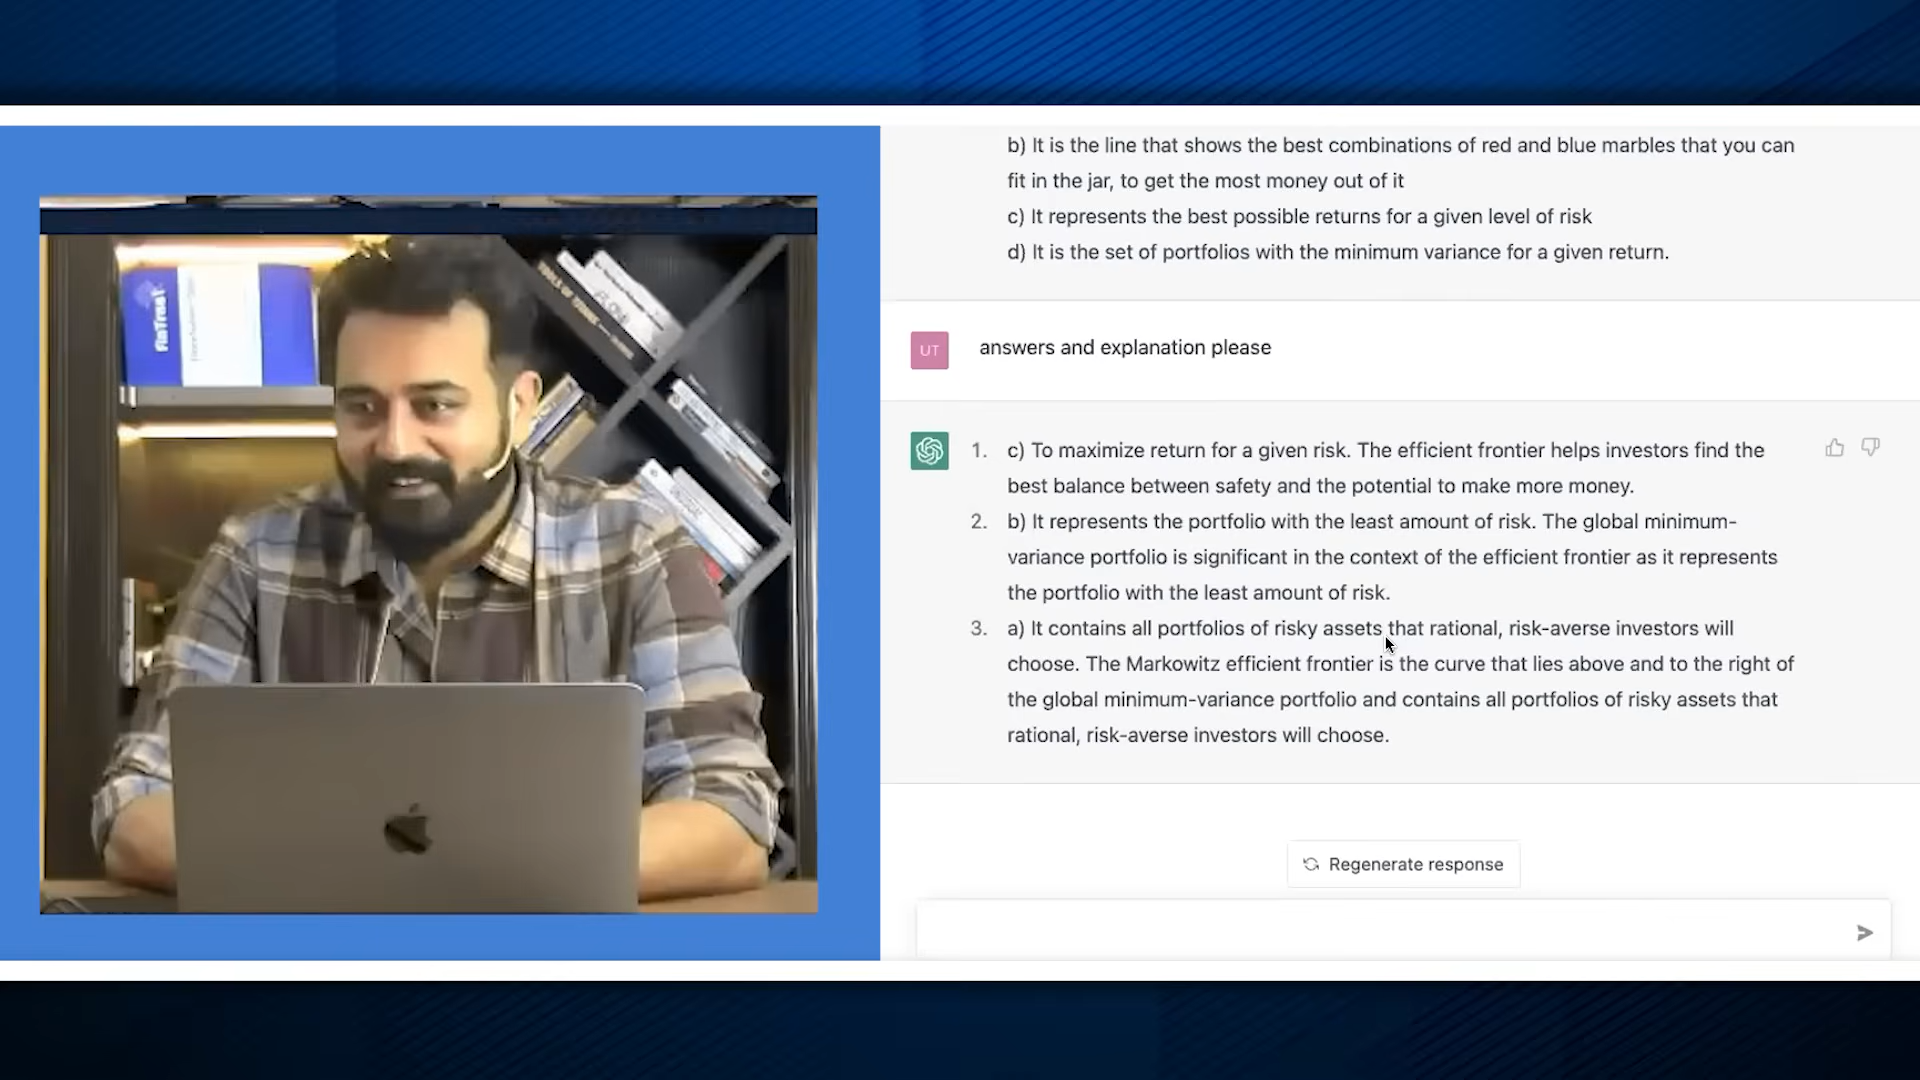 FinTrust
TOOLS OF TITANS
b) It is the line that shows the best combinations of red and blue marbles that you can
fit in the jar, to get the most money out of it
c) It represents the best possible returns for a given level of risk
d) It is the set of portfolios with the minimum variance for a given return.
UT
answers and explanation please
1. c) To maximize return for a given risk. The efficient frontier helps investors find the
best balance between safety and the potential to make more money.
2. b) It represents the portfolio with the least amount of risk. The global minimum-
variance portfolio is significant in the context of the efficient frontier as it represents
the portfolio with the least amount of risk.
3. a) It contains all portfolios of risky assets that rational, risk-averse investors will
choose. The Markowitz efficient frontier is the curve that lies above and to the right of
the global minimum-variance portfolio and contains all portfolios of risky assets that
rational, risk-averse investors will choose.
Regenerate response